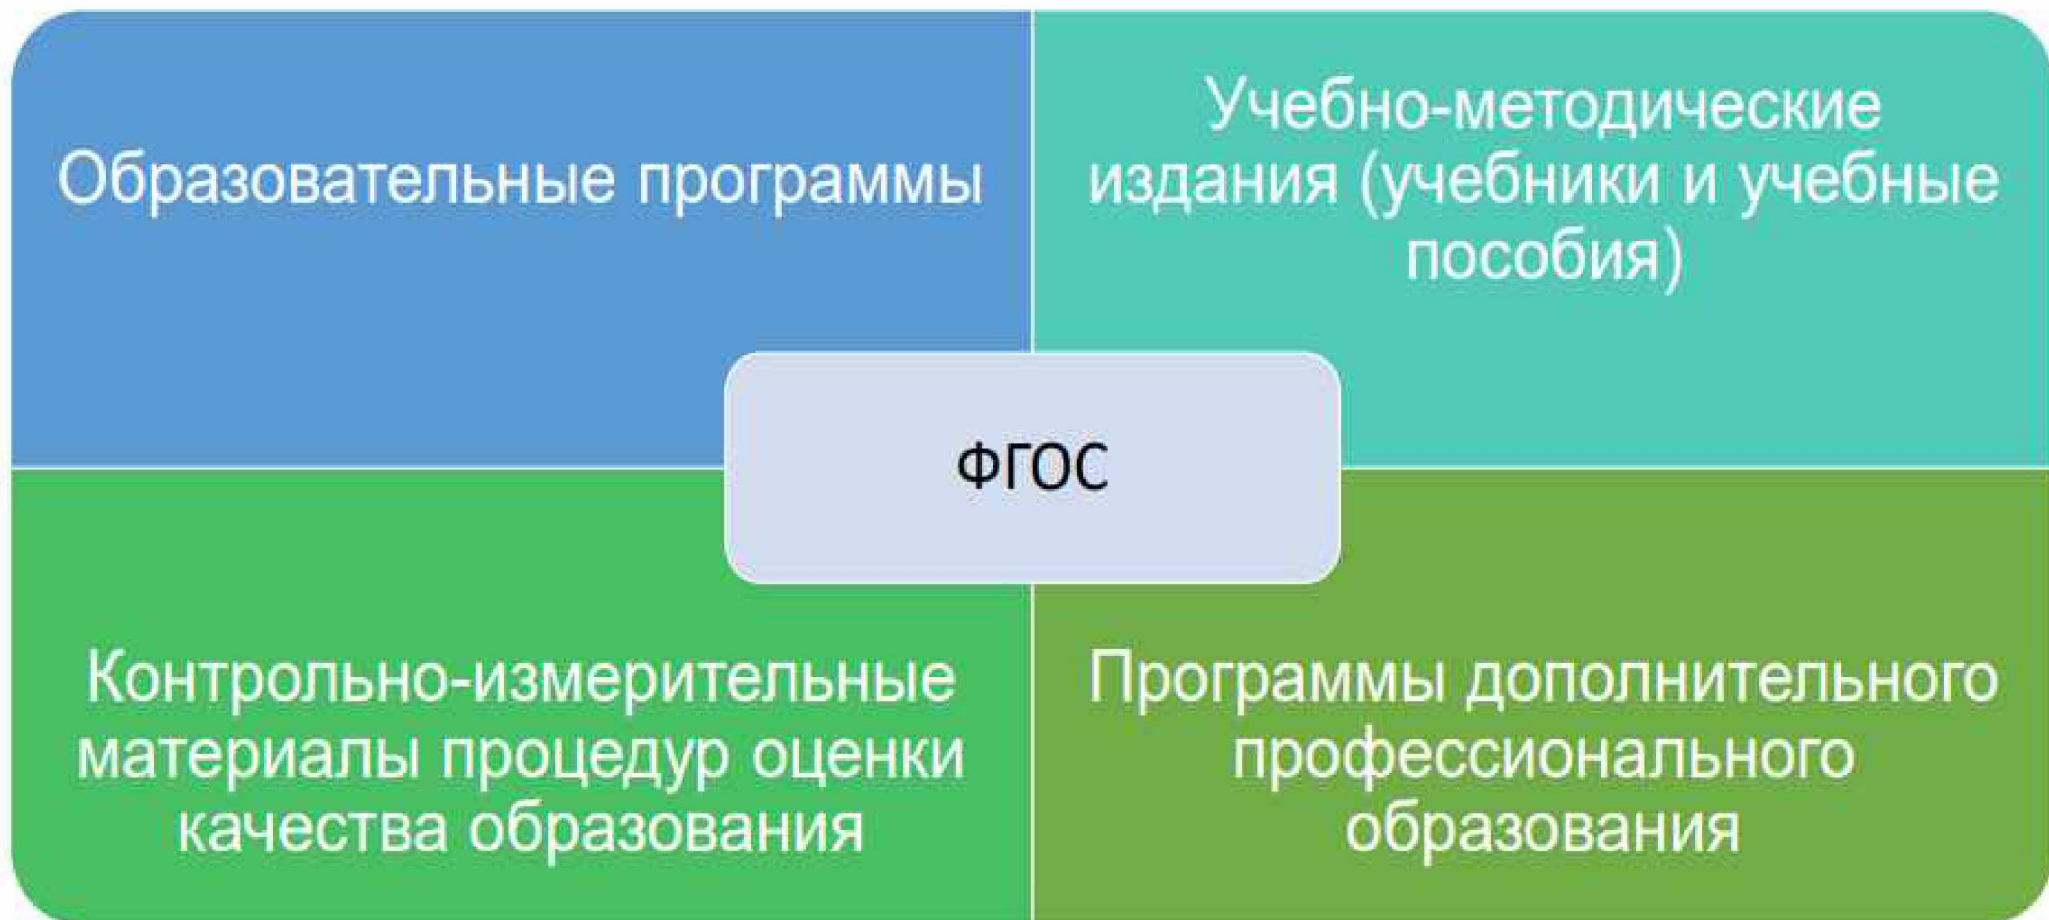 Образовательные программы
Учебно-методические
издания (учебники и учебные
пособия)
ФГОС
Контрольно-измерительные
материалы процедур оценки
качества образования
Программы дополнительного
профессионального
образования